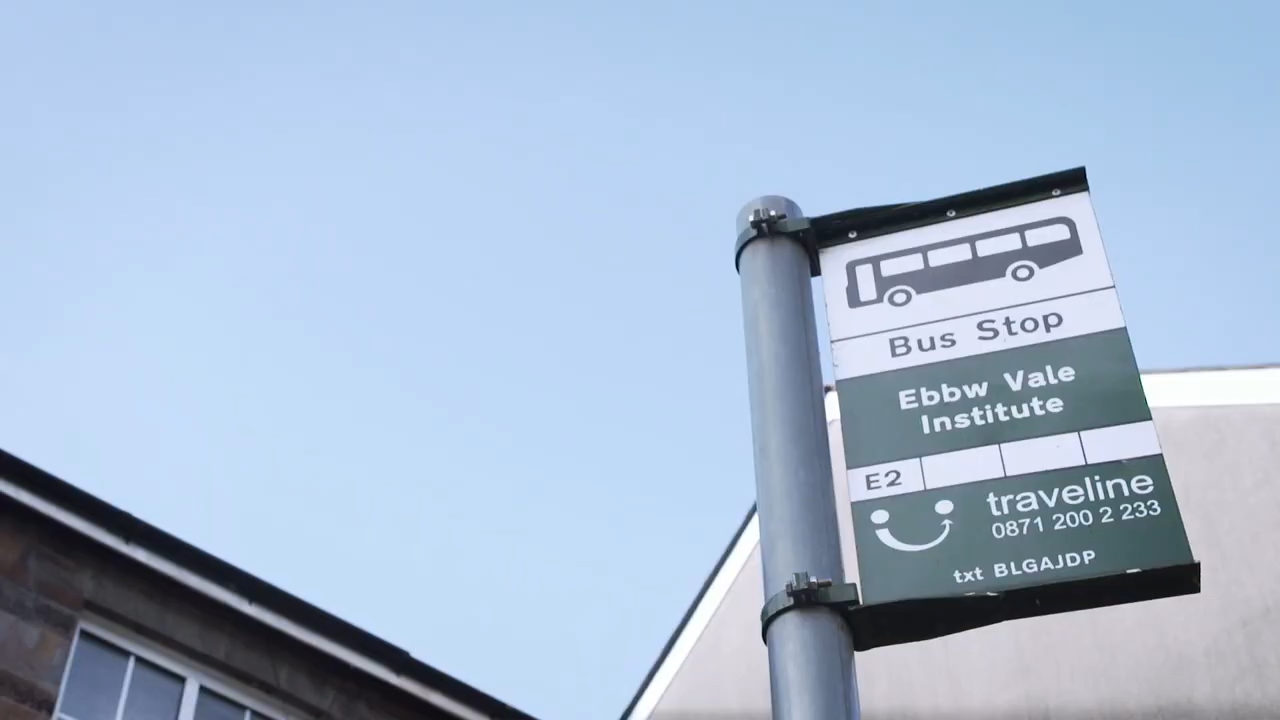 Bus Stop
Ebbw Vale
Institute
E2
traveline
0871 200 2 233
txt BLGAJDP